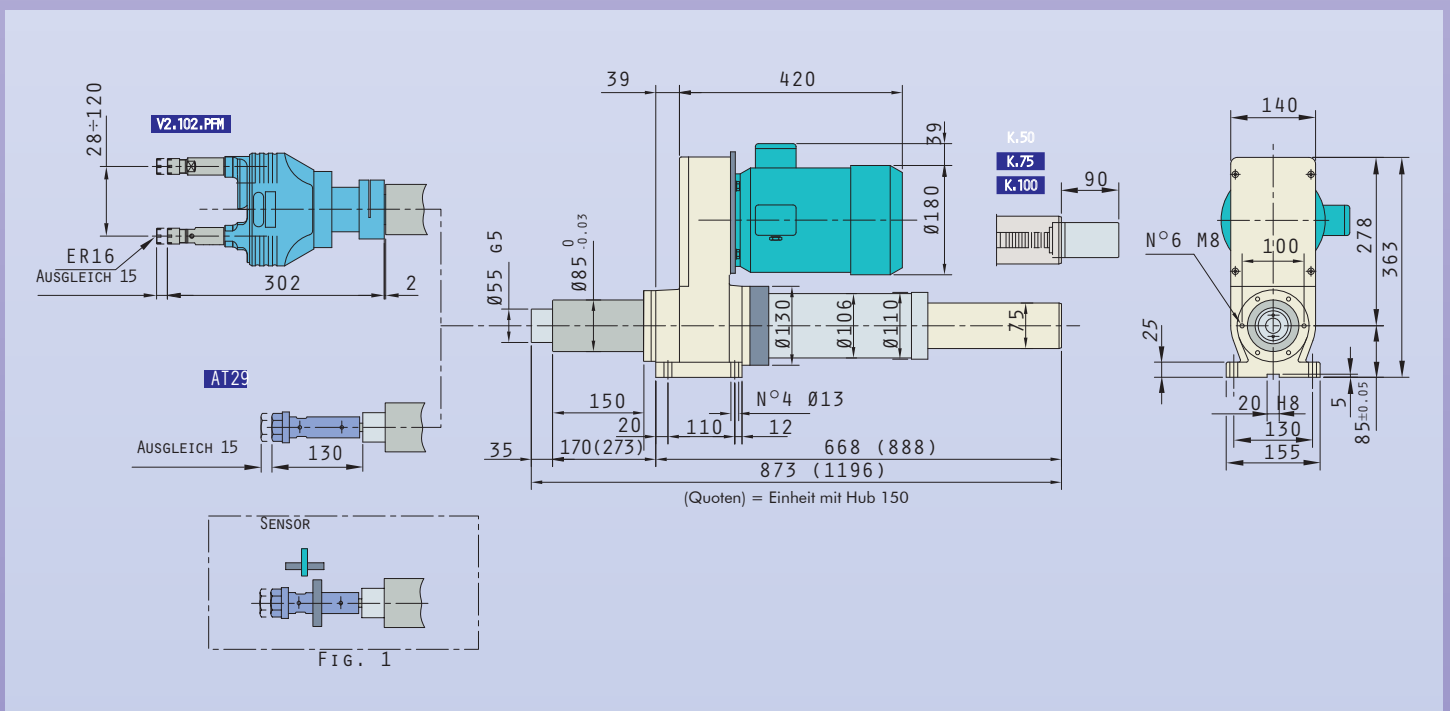 V2.102.PFM
28÷120
ER16
AUSGLEICH 15
302
2
39
420
39
Ø180
K.50
K.75
K.100
90
140
N°6 M8
100
278
363
Ø55 G5
Ø85 0 -0.03
Ø130
Ø106
Ø110
75
25
AT29
AUSGLEICH 15
130
150
N°4 Ø13
20
110
12
35
170(273)
668 (888)
873 (1196)
(Quoten) = Einheit mit Hub 150
20 H8
5
85±0.05
130
155
SENSOR
FIG. 1